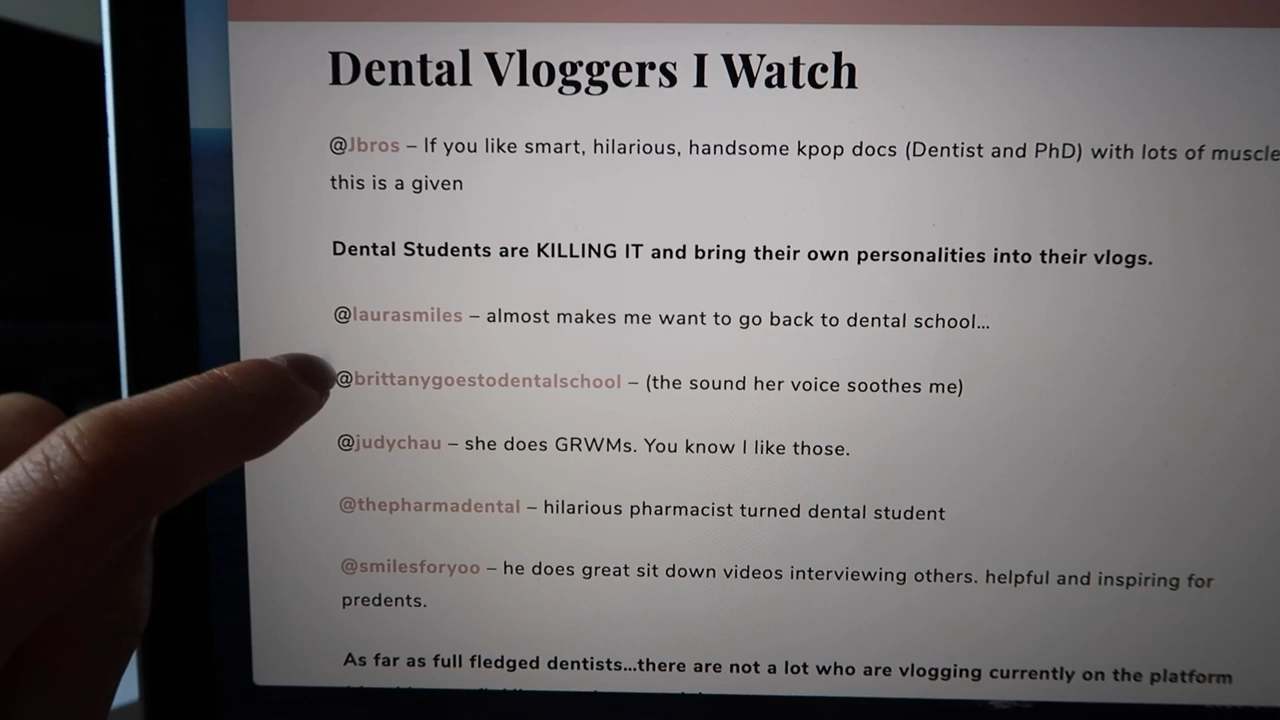 Dental Vloggers I Watch
@Jbros – If you like smart, hilarious, handsome kpop docs (Dentist and PhD) with lots of muscle
this is a given
Dental Students are KILLING IT and bring their own personalities into their vlogs.
@laurasmiles – almost makes me want to go back to dental school...
@brittanygoestodentalschool – (the sound her voice soothes me)
@judychau – she does GRWMs. You know I like those.
@thepharmadental – hilarious pharmacist turned dental student
@smilesforyoo – he does great sit down videos interviewing others. helpful and inspiring for
predents.
As far as full fledged dentists...there are not a lot who are vlogging currently on the platform